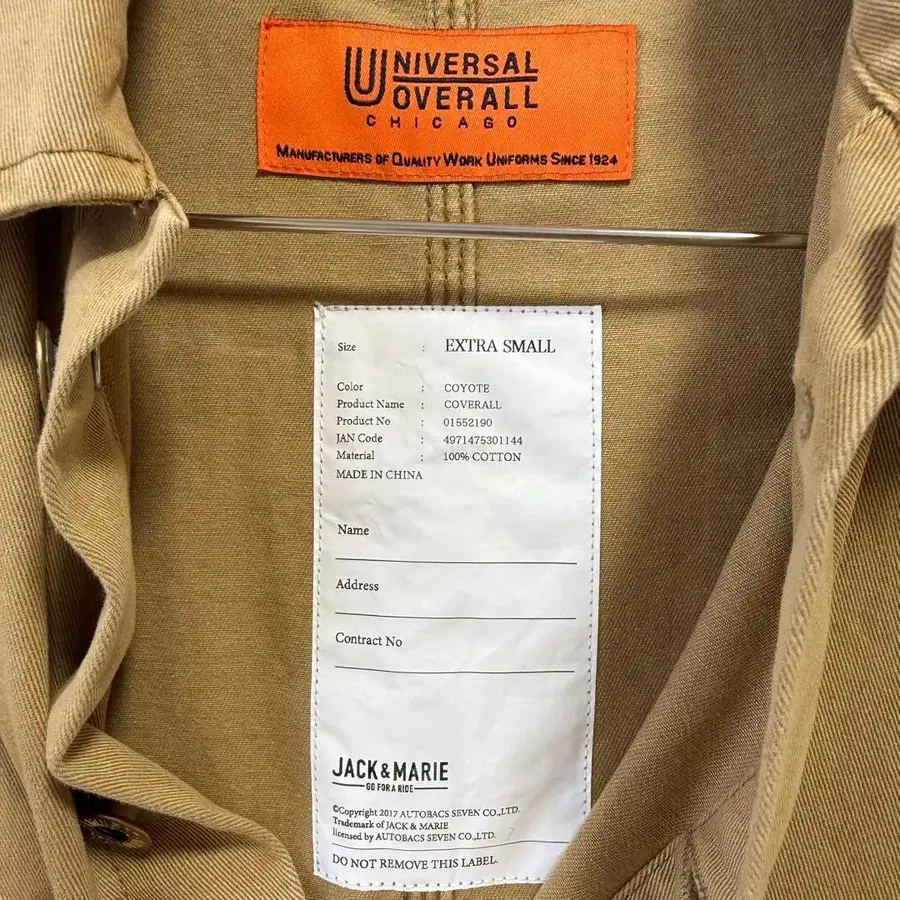 UNIVERSAL
OVERALL
CHICAGO
MANUFACTURERS OF QUALITY WORK UNIFORMS SINCE 1924
Size : EXTRA SMALL
Color : COYOTE
Product Name : COVERALL
Product No : 01552190
JAN Code : 4971475301144
Material : 100% COTTON
MADE IN CHINA
Name
Address
Contract No
JACK & MARIE
GO FOR A RIDE
©Copyright 2017 AUTOBACS SEVEN CO.,LTD.
Trademark of JACK & MARIE
licensed by AUTOBACS SEVEN CO.,LTD.
DO NOT REMOVE THIS LABEL.